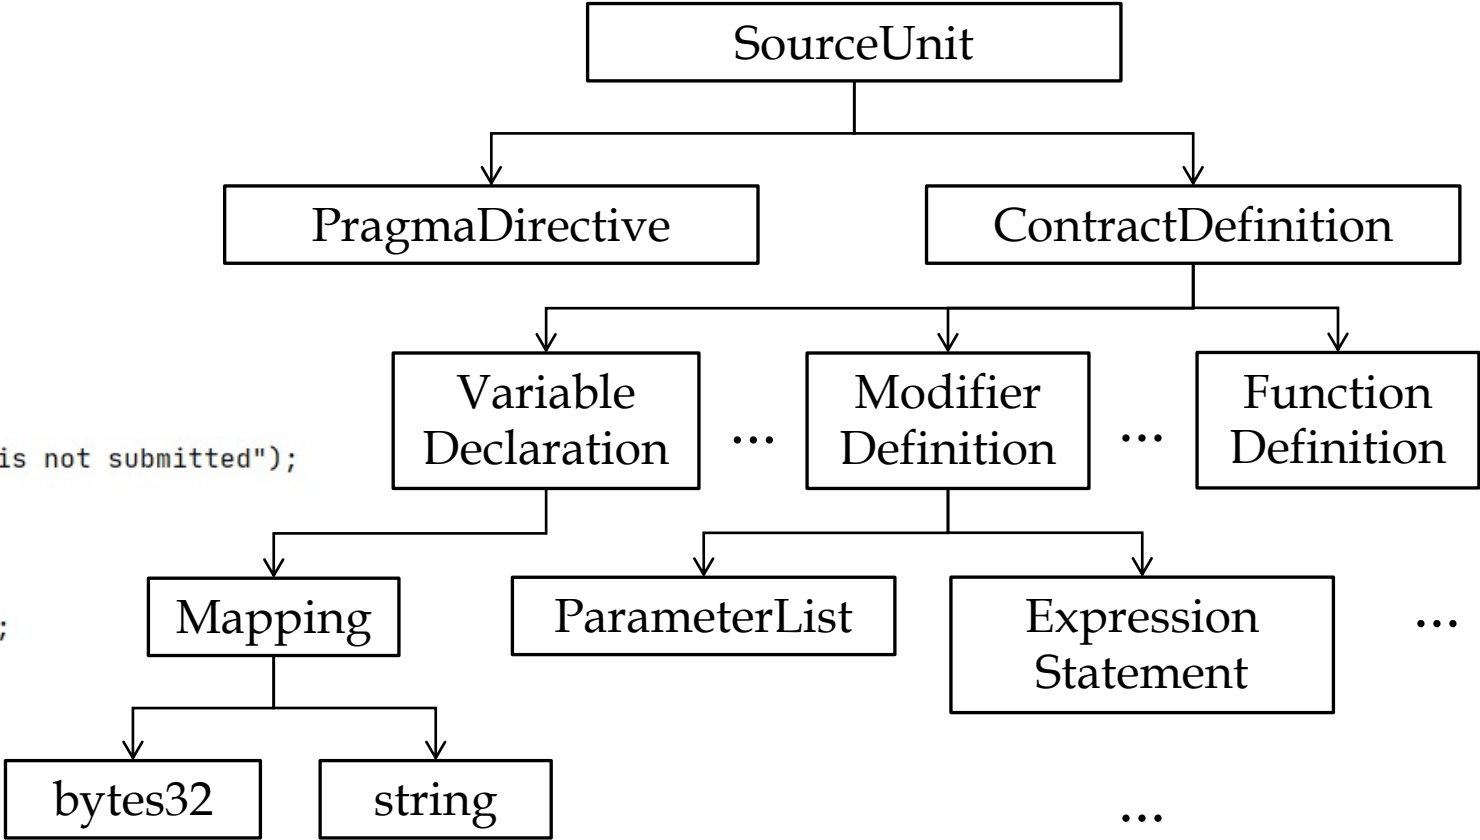 SourceUnit
PragmaDirective
ContractDefinition
Variable
Declaration
...
Modifier
Definition
...
Function
Definition
is not submitted");
Mapping
ParameterList
Expression
Statement
...
;
bytes32
string
...